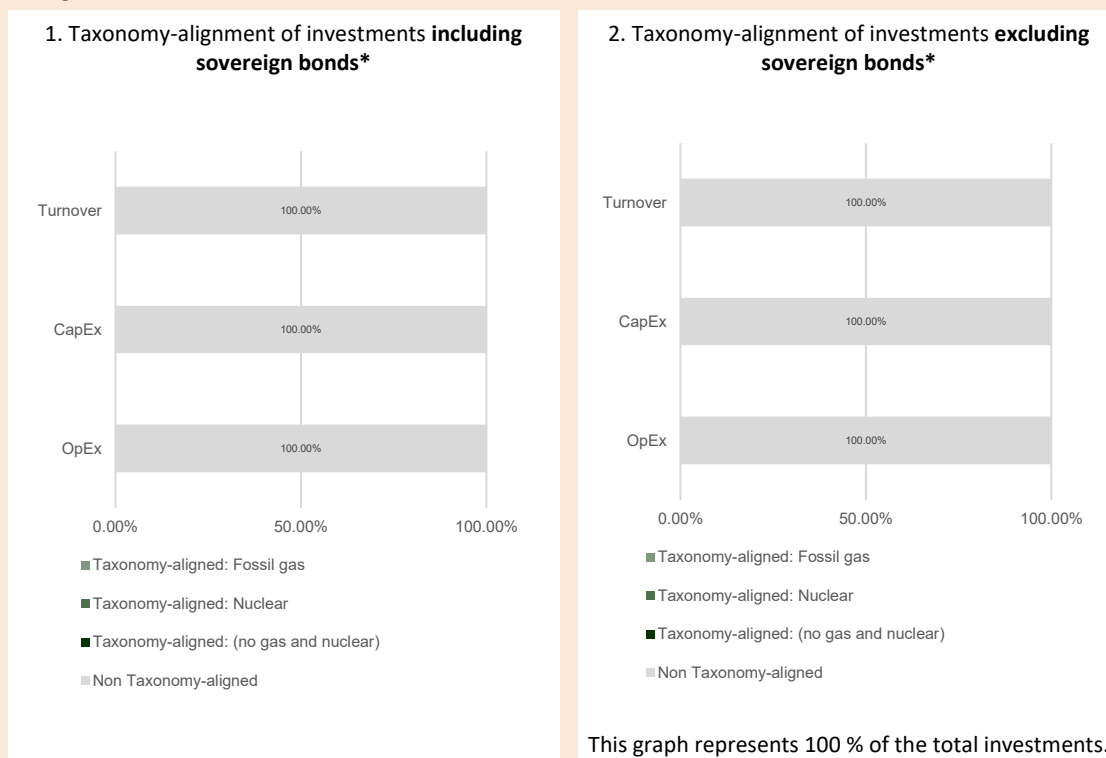 1. Taxonomy-alignment of investments including
sovereign bonds*
Turnover
100.00%
CapEx
100.00%
OpEx
100.00%
0.00%
50.00%
100.00%
Taxonomy-aligned: Fossil gas
Taxonomy-aligned: Nuclear
Taxonomy-aligned: (no gas and nuclear)
Non Taxonomy-aligned
2. Taxonomy-alignment of investments excluding
sovereign bonds*
Turnover
100.00%
CapEx
100.00%
OpEx
100.00%
0.00%
50.00%
100.00%
Taxonomy-aligned: Fossil gas
Taxonomy-aligned: Nuclear
Taxonomy-aligned: (no gas and nuclear)
Non Taxonomy-aligned
This graph represents 100 % of the total investments.